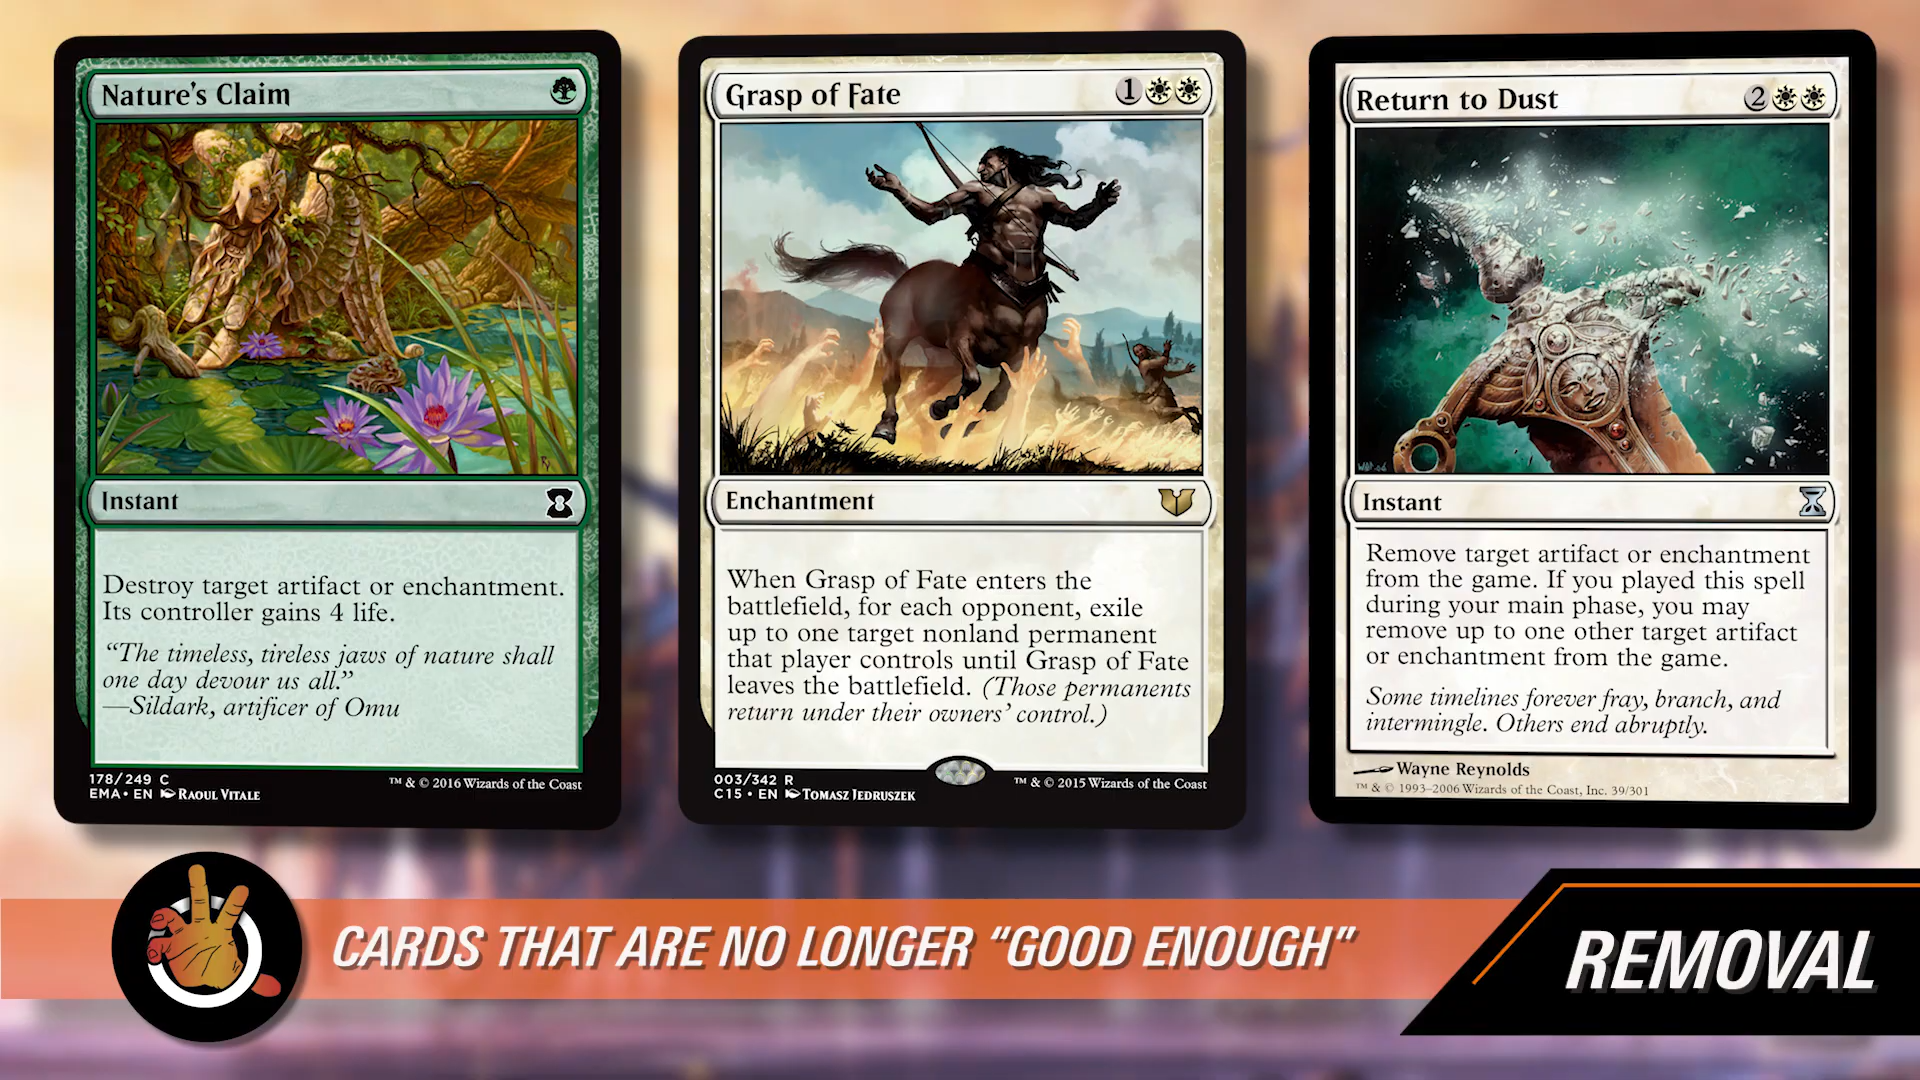 Nature's Claim
Instant
Destroy target artifact or enchantment.
Its controller gains 4 life.
“The timeless, tireless jaws of nature shall
one day devour us all.”
—Sildark, artificer of Omu
178/249 C
EMA • EN RAOUL VITALE
™ & © 2016 Wizards of the Coast
Grasp of Fate
1
Enchantment
When Grasp of Fate enters the
battlefield, for each opponent, exile
up to one target nonland permanent
that player controls until Grasp of Fate
leaves the battlefield. (Those permanents
return under their owners' control.)
003/342 R
C15 • EN TOMASZ JEDRUSZEK
™ & © 2015 Wizards of the Coast
Return to Dust
2
Instant
Remove target artifact or enchantment
from the game. If you played this spell
during your main phase, you may
remove up to one other target artifact
or enchantment from the game.
Some timelines forever fray, branch, and
intermingle. Others end abruptly.
Wayne Reynolds
™ & © 1993–2006 Wizards of the Coast, Inc. 39/301
CARDS THAT ARE NO LONGER “GOOD ENOUGH”
REMOVAL